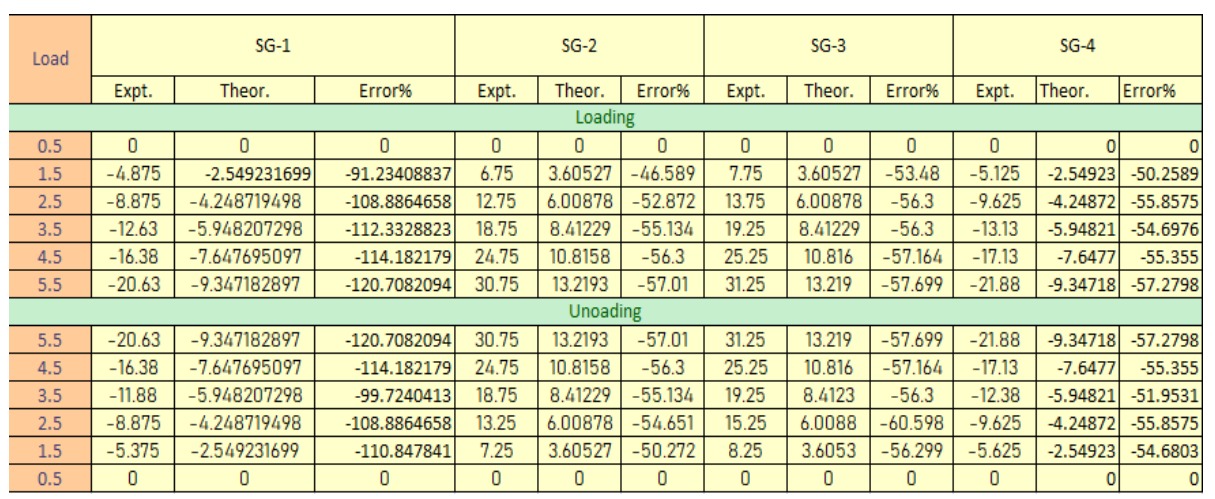 Load SG-1 SG-2 SG-3 SG-4
Expt. Theor. Error% Expt. Theor. Error% Expt. Theor. Error% Expt. Theor. Error%
Loading
0.5 0 0 0 0 0 0 0 0 0 0 0 0
1.5 -4.875 -2.549231699 -91.23408837 6.75 3.60527 -46.589 7.75 3.60527 -53.48 -5.125 -2.54923 -50.2589
2.5 -8.875 -4.248719498 -108.8864658 12.75 6.00878 -52.872 13.75 6.00878 -56.3 -9.625 -4.24872 -55.8575
3.5 -12.63 -5.948207298 -112.3328823 18.75 8.41229 -55.134 19.25 8.41229 -56.3 -13.13 -5.94821 -54.6976
4.5 -16.38 -7.647695097 -114.182179 24.75 10.8158 -56.3 25.25 10.816 -57.164 -17.13 -7.6477 -55.355
5.5 -20.63 -9.347182897 -120.7082094 30.75 13.2193 -57.01 31.25 13.219 -57.699 -21.88 -9.34718 -57.2798
Unoading
5.5 -20.63 -9.347182897 -120.7082094 30.75 13.2193 -57.01 31.25 13.219 -57.699 -21.88 -9.34718 -57.2798
4.5 -16.38 -7.647695097 -114.182179 24.75 10.8158 -56.3 25.25 10.816 -57.164 -17.13 -7.6477 -55.355
3.5 -11.88 -5.948207298 -99.7240413 18.75 8.41229 -55.134 19.25 8.4123 -56.3 -12.38 -5.94821 -51.9531
2.5 -8.875 -4.248719498 -108.8864658 13.25 6.00878 -54.651 15.25 6.0088 -60.598 -9.625 -4.24872 -55.8575
1.5 -5.375 -2.549231699 -110.847841 7.25 3.60527 -50.272 8.25 3.6053 -56.299 -5.625 -2.54923 -54.6803
0.5 0 0 0 0 0 0 0 0 0 0 0 0